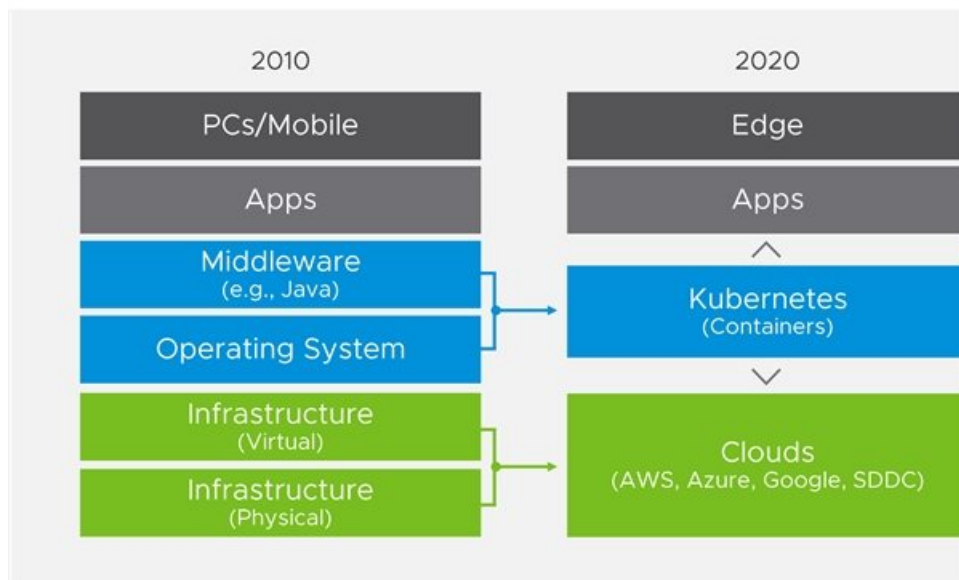 2010
PCs/Mobile
Apps
Middleware
(e.g., Java)
Operating System
Infrastructure
(Virtual)
Infrastructure
(Physical)
2020
Edge
Apps
Kubernetes
(Containers)
Clouds
(AWS, Azure, Google, SDDC)